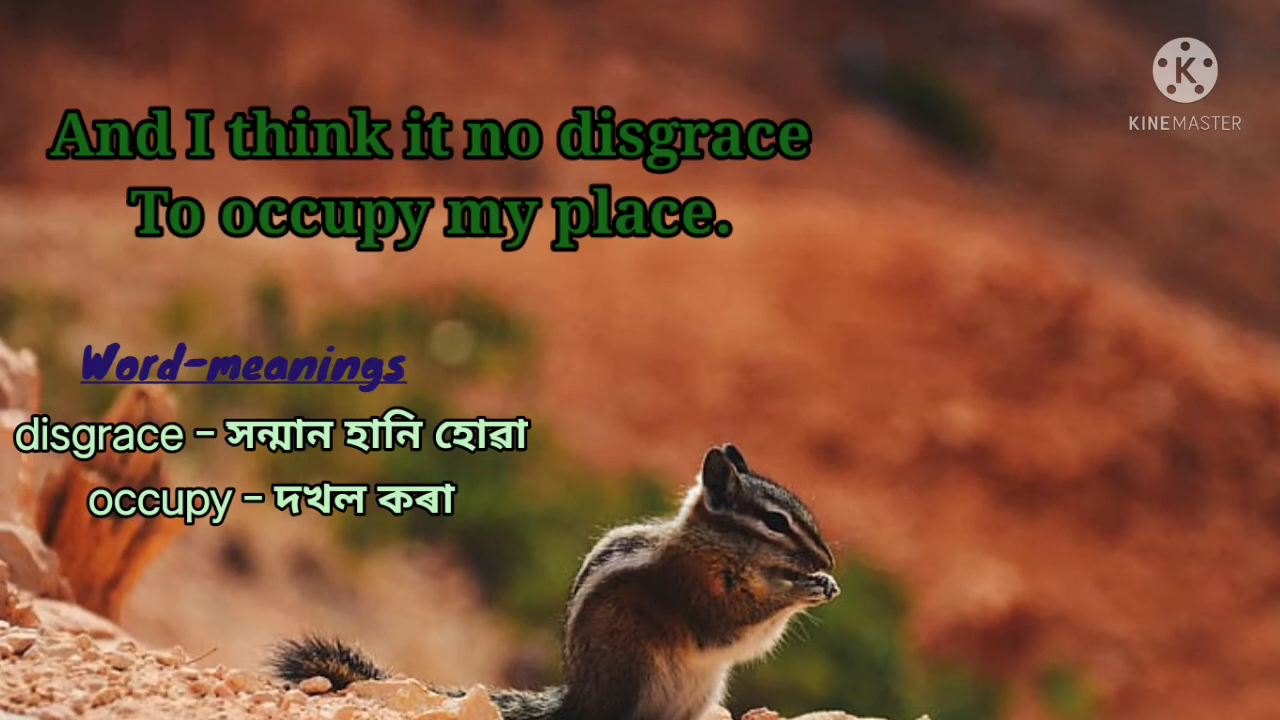 And I think it no disgrace
To occupy my place.
Word-meanings
disgrace - সন্মান হানি হোৱা
occupy - দখল কৰা
K
KINEMASTER